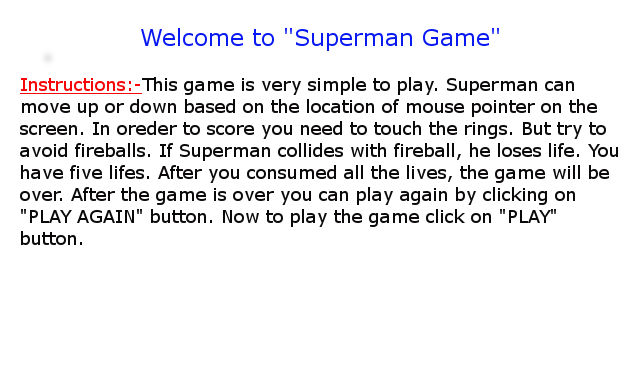 Welcome to "Superman Game"
Instructions:-This game is very simple to play. Superman can
move up or down based on the location of mouse pointer on the
screen. In oreder to score you need to touch the rings. But try to
avoid fireballs. If Superman collides with fireball, he loses life. You
have five lifes. After you consumed all the lives, the game will be
over. After the game is over you can play again by clicking on
"PLAY AGAIN" button. Now to play the game click on "PLAY"
button.